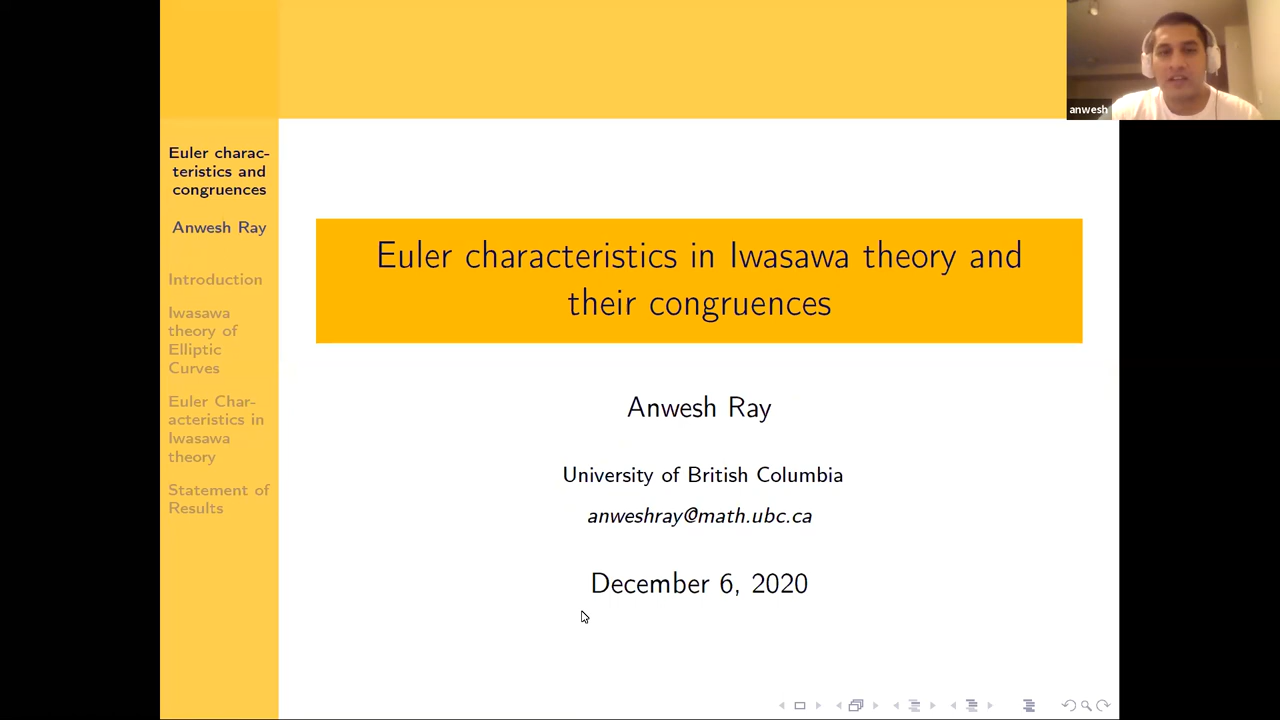 anwesh
Euler charac-
teristics and
congruences
Anwesh Ray
Introduction
Iwasawa
theory of
Elliptic
Curves
Euler Char-
acteristics in
Iwasawa
theory
Statement of
Results
Euler characteristics in Iwasawa theory and
their congruences
Anwesh Ray
University of British Columbia
anweshray@math.ubc.ca
December 6, 2020